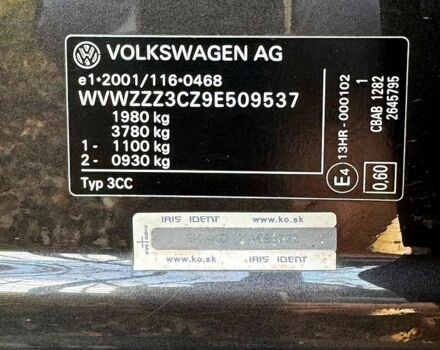 VOLKSWAGEN AG
e1*2001/116*0468
WVWZZZ3CZ9E509537
1980 kg
3780 kg
1- 1100 kg
2- 0930 kg
Typ 3CC
E4
13HR-000102
1
CBAB 1282
2645795
0,60
IRIS IDENT www.ko.sk
www.ko.sk IRIS IDENT